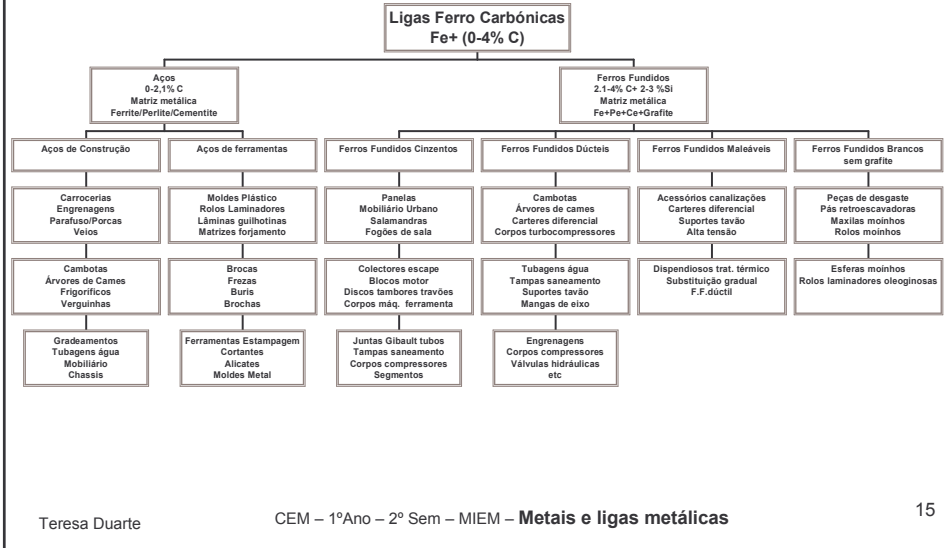 Ligas Ferro Carbónicas
Fe+ (0-4% C)
Aços
0-2,1% C
Matriz metálica
Ferrite/Perlite/Cementite
Ferros Fundidos
2.1-4% C+ 2-3 %Si
Matriz metálica
Fe+Pe+Ce+Grafite
Aços de Construção
Aços de ferramentas
Ferros Fundidos Cinzentos
Ferros Fundidos Dúcteis
Ferros Fundidos Maleáveis
Ferros Fundidos Brancos
sem grafite
Carrocerias
Engrenagens
Parafuso/Porcas
Veios
Moldes Plástico
Rolos Laminadores
Lâminas guilhotinas
Matrizes forjamento
Panelas
Mobiliário Urbano
Salamandras
Fogões de sala
Cambotas
Árvores de cames
Carteres diferencial
Corpos turbocompressores
Acessórios canalizações
Carteres diferencial
Suportes tavão
Alta tensão
Peças de desgaste
Pás retroescavadoras
Maxilas moínhos
Rolos moínhos
Cambotas
Árvores de Cames
Frigoríficos
Verguinhas
Brocas
Frezas
Buris
Brochas
Colectores escape
Blocos motor
Discos tambores travões
Corpos máq. ferramenta
Tubagens água
Tampas saneamento
Suportes tavão
Mangas de eixo
Dispendiosos trat. térmico
Substituição gradual
F.F.dúctil
Esferas moínhos
Rolos laminadores oleoginosas
Gradeamentos
Tubagens água
Mobiliário
Chassis
Ferramentas Estampagem
Cortantes
Alicates
Moldes Metal
Juntas Gibault tubos
Tampas saneamento
Corpos compressores
Segmentos
Engrenagens
Corpos compressores
Válvulas hidráulicas
etc
Teresa Duarte
CEM – 1ºAno – 2º Sem – MIEM – Metais e ligas metálicas
15